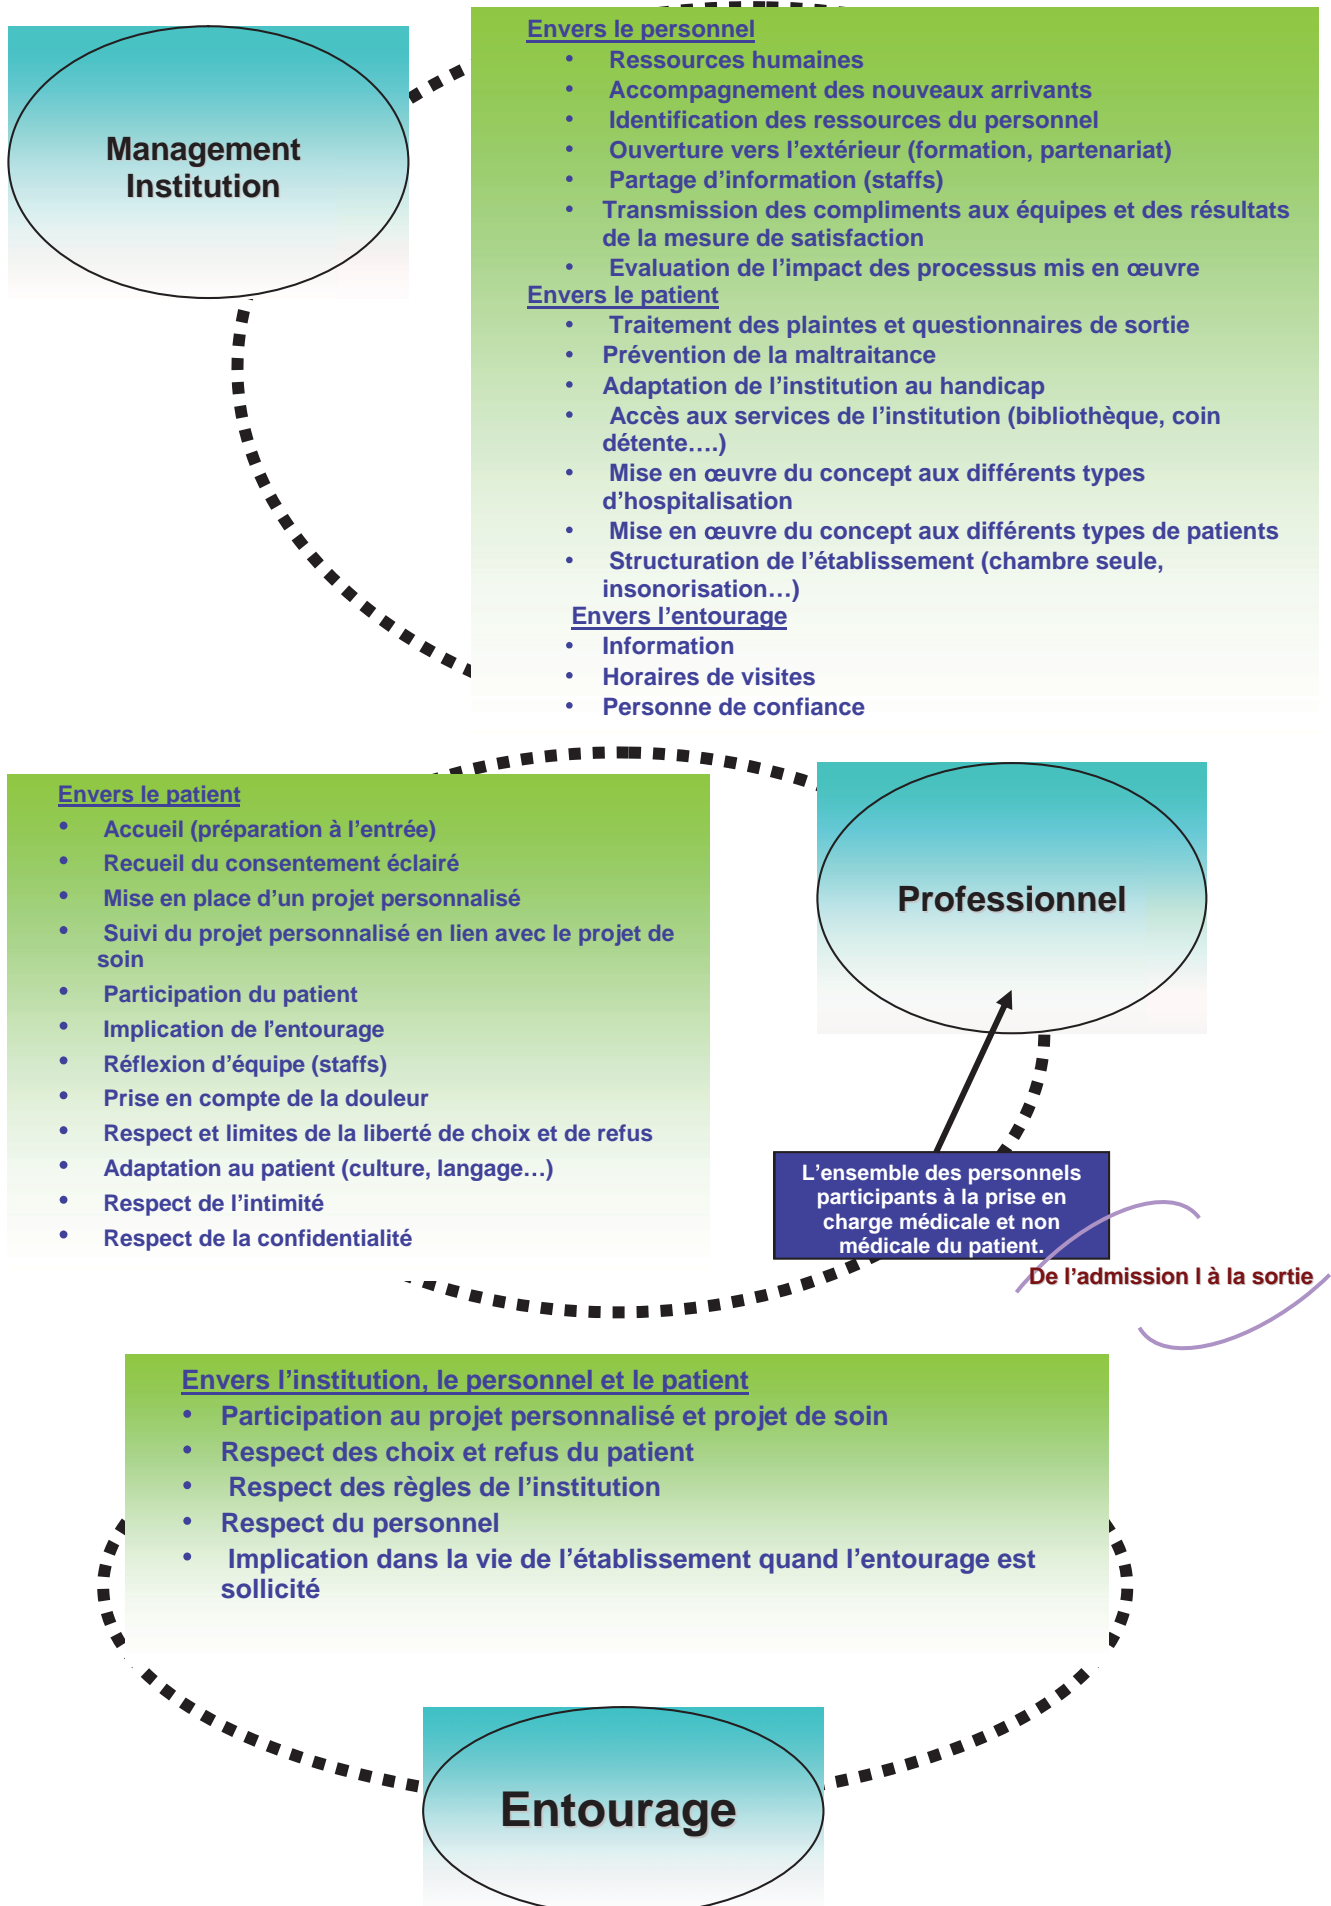 Management
Institution
Envers le personnel
• Ressources humaines
• Accompagnement des nouveaux arrivants
• Identification des ressources du personnel
• Ouverture vers l’extérieur (formation, partenariat)
• Partage d’information (staffs)
• Transmission des compliments aux équipes et des résultats
de la mesure de satisfaction
• Evaluation de l’impact des processus mis en œuvre
Envers le patient
• Traitement des plaintes et questionnaires de sortie
• Prévention de la maltraitance
• Adaptation de l’institution au handicap
• Accès aux services de l’institution (bibliothèque, coin
détente….)
• Mise en œuvre du concept aux différents types
d’hospitalisation
• Mise en œuvre du concept aux différents types de patients
• Structuration de l’établissement (chambre seule,
insonorisation…)
Envers l’entourage
• Information
• Horaires de visites
• Personne de confiance
Envers le patient
• Accueil (préparation à l’entrée)
• Recueil du consentement éclairé
• Mise en place d’un projet personnalisé
• Suivi du projet personnalisé en lien avec le projet de
soin
• Participation du patient
• Implication de l’entourage
• Réflexion d’équipe (staffs)
• Prise en compte de la douleur
• Respect et limites de la liberté de choix et de refus
• Adaptation au patient (culture, langage…)
• Respect de l’intimité
• Respect de la confidentialité
Professionnel
L’ensemble des personnels
participants à la prise en
charge médicale et non
médicale du patient.
De l’admission l à la sortie
Envers l’institution, le personnel et le patient
• Participation au projet personnalisé et projet de soin
• Respect des choix et refus du patient
• Respect des règles de l’institution
• Respect du personnel
• Implication dans la vie de l’établissement quand l’entourage est
sollicité
Entourage